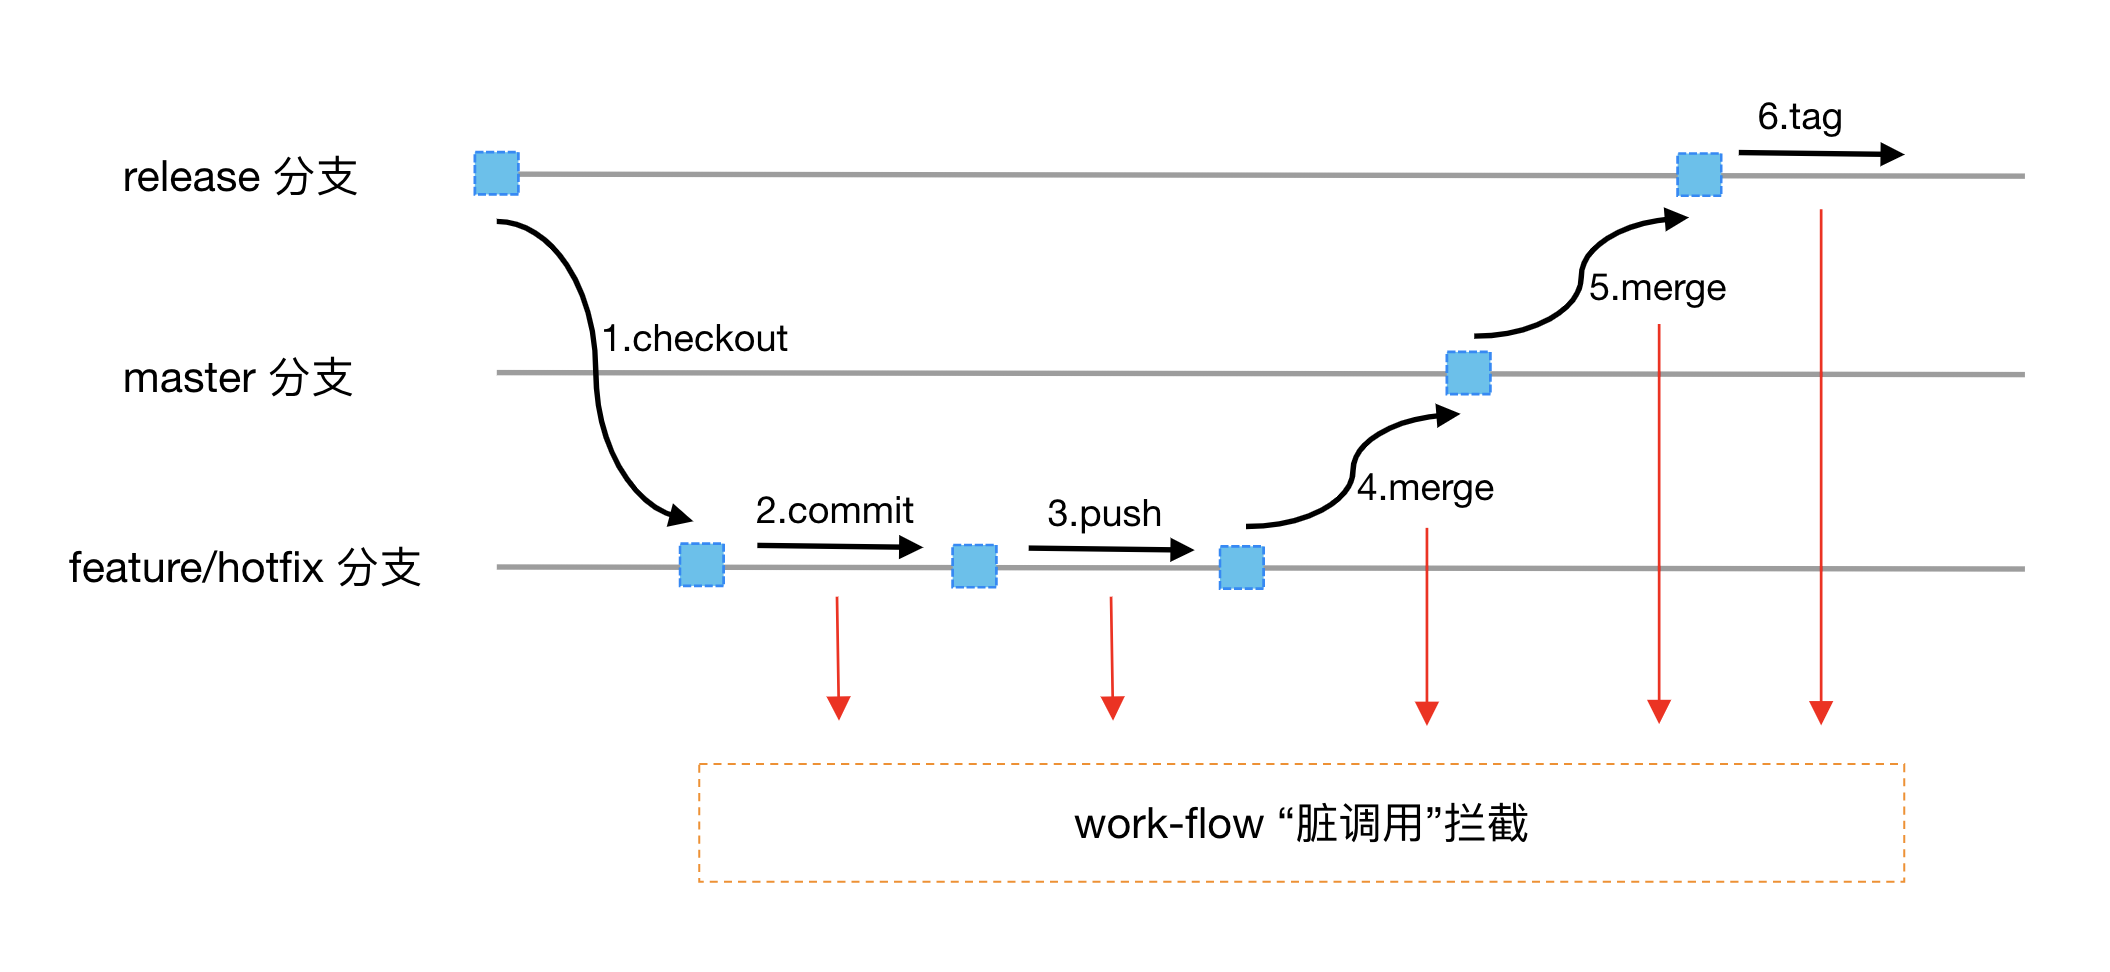 6.tag
release 分支
5.merge
1.checkout
master 分支
4.merge
2.commit
3.push
feature/hotfix 分支
work-flow “脏调用”拦截